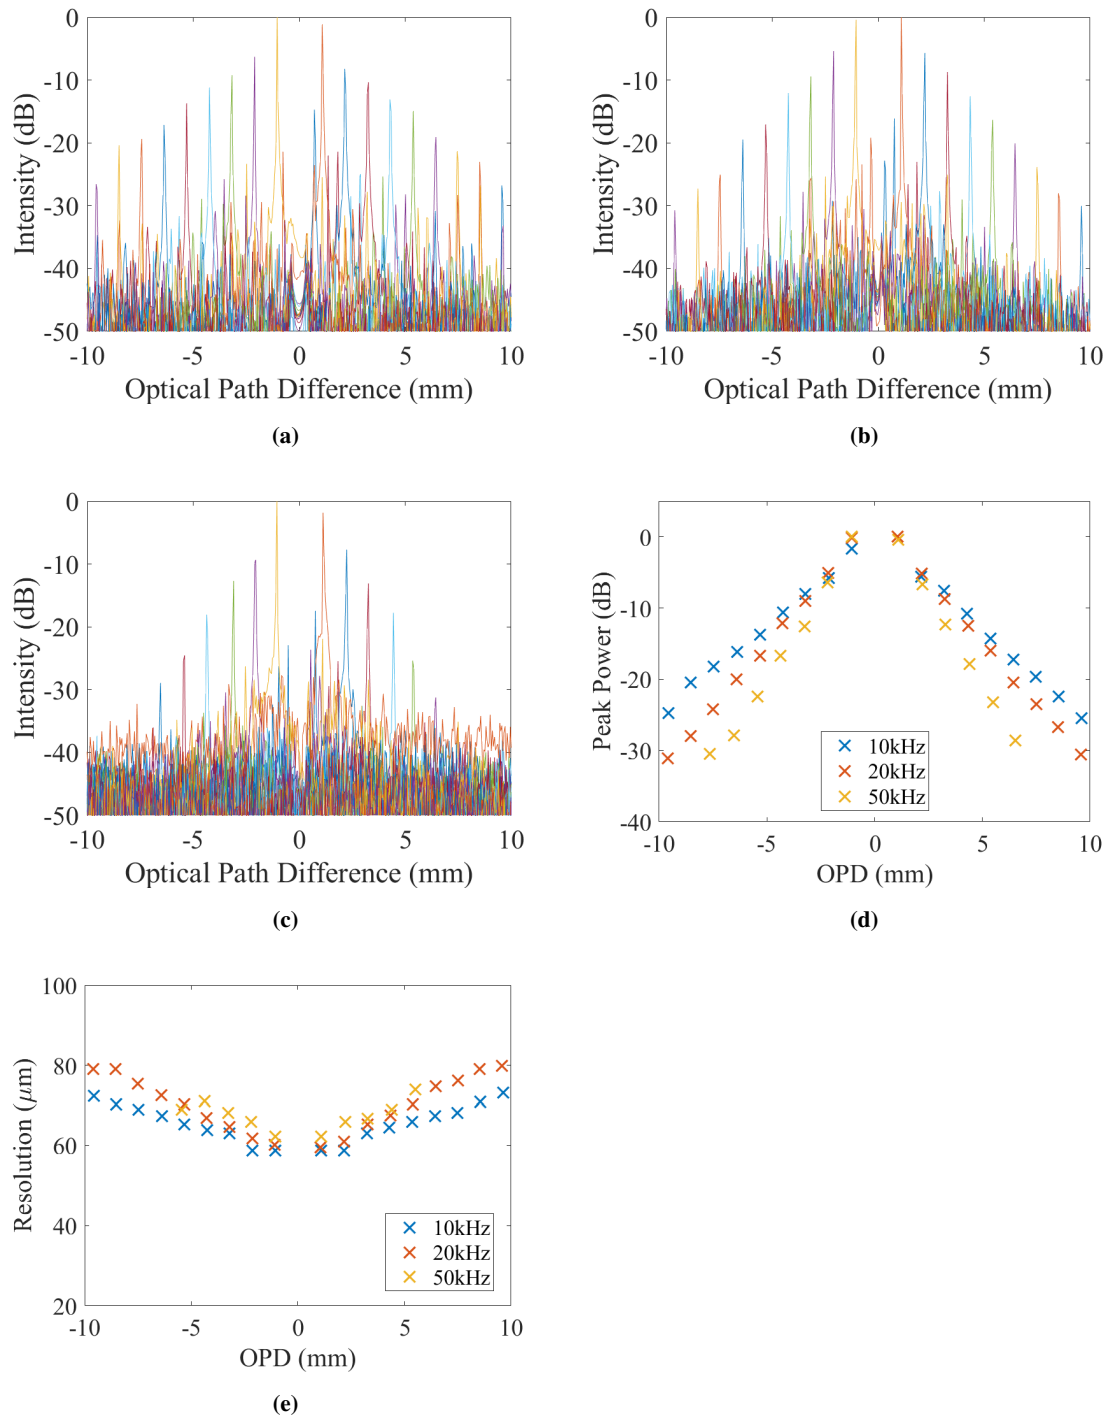 0
-10
-20
-30
-40
-50
-10
-5
0
5
10
Intensity (dB)
Optical Path Difference (mm)
(a)
0
-10
-20
-30
-40
-50
-10
-5
0
5
10
Intensity (dB)
Optical Path Difference (mm)
(b)
0
-10
-20
-30
-40
-50
-10
-5
0
5
10
Intensity (dB)
Optical Path Difference (mm)
(c)
0
-10
-20
-30
-40
-10
-5
0
5
10
Peak Power (dB)
10kHz
20kHz
50kHz
OPD (mm)
(d)
100
80
60
40
20
-10
-5
0
5
10
Resolution (μm)
10kHz
20kHz
50kHz
OPD (mm)
(e)